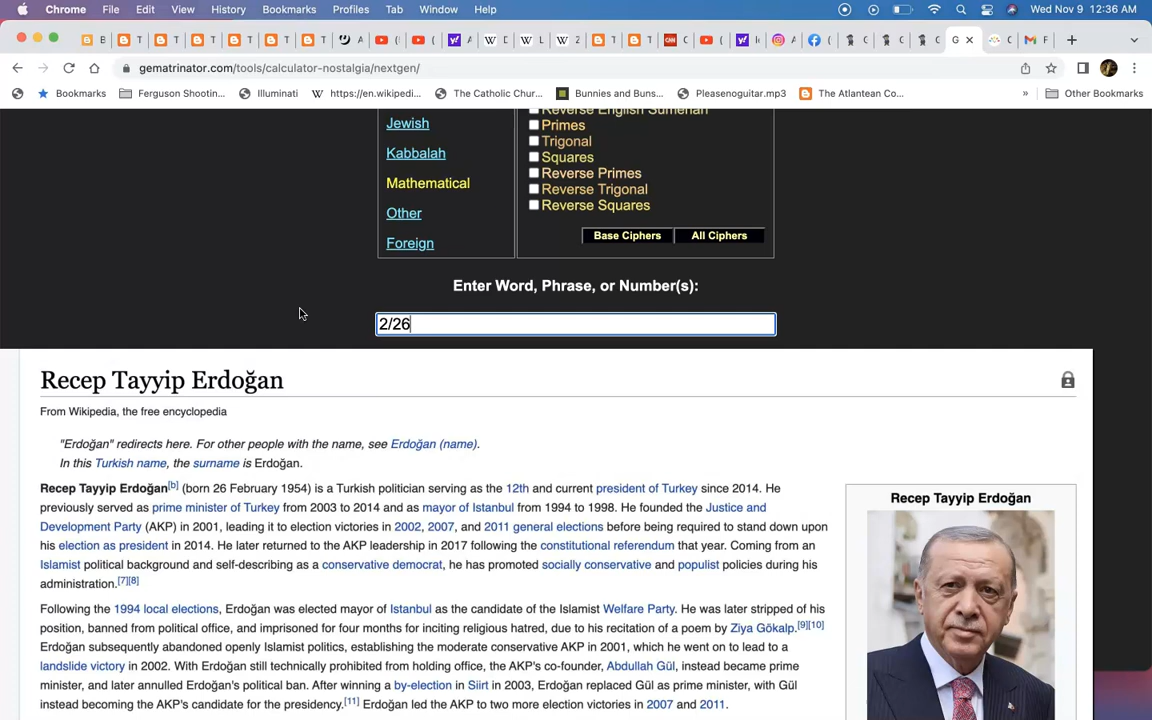 Chrome File Edit View History Bookmarks Profiles Tab Window Help Wed Nov 9 12:36 AM
gematrinator.com/tools/calculator-nostalgia/nextgen/
Bookmarks Ferguson Shootin... Illuminati https://en.wikipedi... The Catholic Chur... Bunnies and Buns... Pleasenoguitar.mp3 The Atlantean Co... » Other Bookmarks
Reverse English Sumerian
Jewish
Primes
Trigonal
Kabbalah
Squares
Reverse Primes
Mathematical
Reverse Trigonal
Reverse Squares
Other
Base Ciphers All Ciphers
Foreign
Enter Word, Phrase, or Number(s):
2/26
Recep Tayyip Erdoğan
From Wikipedia, the free encyclopedia
"Erdoğan" redirects here. For other people with the name, see Erdoğan (name).
In this Turkish name, the surname is Erdoğan.
Recep Tayyip Erdoğan[b] (born 26 February 1954) is a Turkish politician serving as the 12th and current president of Turkey since 2014. He
previously served as prime minister of Turkey from 2003 to 2014 and as mayor of Istanbul from 1994 to 1998. He founded the Justice and
Development Party (AKP) in 2001, leading it to election victories in 2002, 2007, and 2011 general elections before being required to stand down upon
his election as president in 2014. He later returned to the AKP leadership in 2017 following the constitutional referendum that year. Coming from an
Islamist political background and self-describing as a conservative democrat, he has promoted socially conservative and populist policies during his
administration.[7][8]
Following the 1994 local elections, Erdoğan was elected mayor of Istanbul as the candidate of the Islamist Welfare Party. He was later stripped of his
position, banned from political office, and imprisoned for four months for inciting religious hatred, due to his recitation of a poem by Ziya Gökalp.[9][10]
Erdoğan subsequently abandoned openly Islamist politics, establishing the moderate conservative AKP in 2001, which he went on to lead to a
landslide victory in 2002. With Erdoğan still technically prohibited from holding office, the AKP's co-founder, Abdullah Gül, instead became prime
minister, and later annulled Erdoğan's political ban. After winning a by-election in Siirt in 2003, Erdoğan replaced Gül as prime minister, with Gül
instead becoming the AKP's candidate for the presidency.[11] Erdoğan led the AKP to two more election victories in 2007 and 2011.
Recep Tayyip Erdoğan